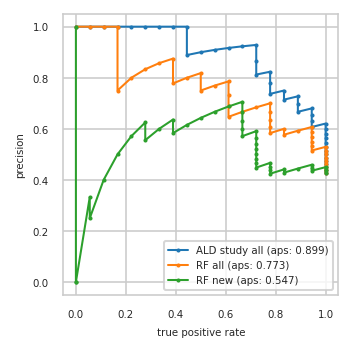 precision
1.0
0.8
0.6
0.4
0.2
0.0
ALD study all (aps: 0.899)
RF all (aps: 0.773)
RF new (aps: 0.547)
0.0 0.2 0.4 0.6 0.8 1.0
true positive rate